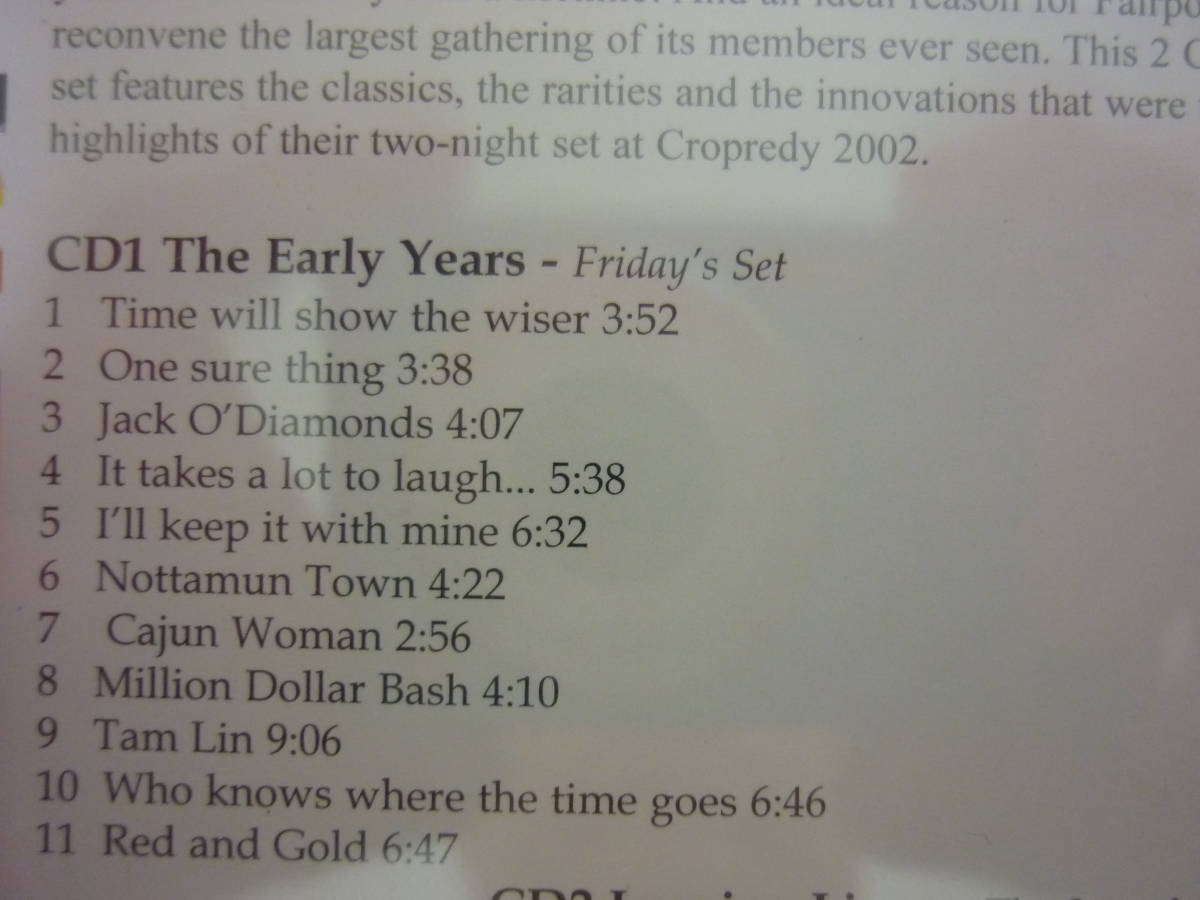 reason for
reconvene the largest gathering of its members ever seen. This 2
set features the classics, the rarities and the innovations that were
highlights of their two-night set at Cropredy 2002.
CD1 The Early Years - Friday's Set
1 Time will show the wiser 3:52
2 One sure thing 3:38
3 Jack O'Diamonds 4:07
4 It takes a lot to laugh... 5:38
5 I'll keep it with mine 6:32
6 Nottamun Town 4:22
7 Cajun Woman 2:56
8 Million Dollar Bash 4:10
9 Tam Lin 9:06
10 Who knows where the time goes 6:46
11 Red and Gold 6:47
CD2